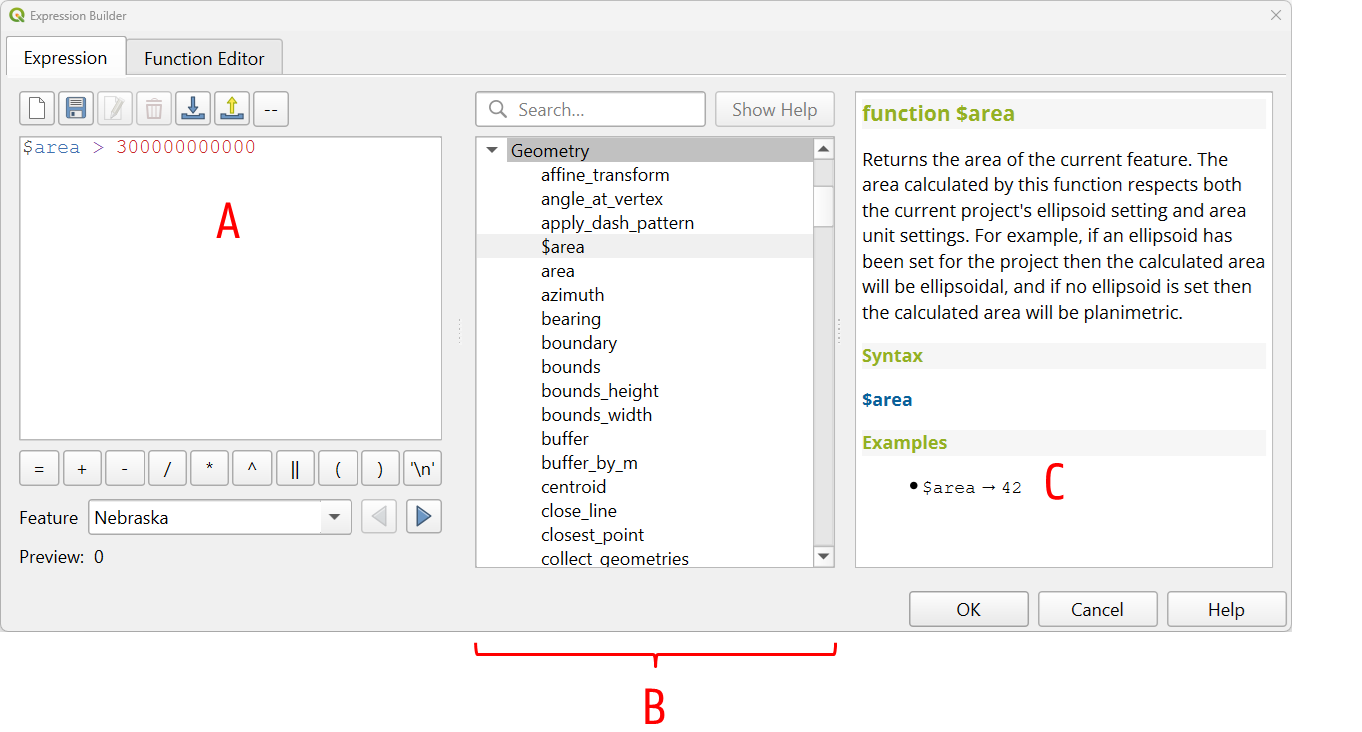 Expression Builder
Expression
Function Editor
--
Search...
Show Help
$area > 300000000000
A
=
+
-
/
*
^
||
(
)
'\n'
Feature
Nebraska
Preview: 0
Geometry
affine_transform
angle_at_vertex
apply_dash_pattern
$area
area
azimuth
bearing
boundary
bounds
bounds_height
bounds_width
buffer
buffer_by_m
centroid
close_line
closest_point
collect_geometries
function $area
Returns the area of the current feature. The
area calculated by this function respects both
the current project's ellipsoid setting and area
unit settings. For example, if an ellipsoid has
been set for the project then the calculated area
will be ellipsoidal, and if no ellipsoid is set then
the calculated area will be planimetric.
Syntax
$area
Examples
• $area → 42
C
OK
Cancel
Help
B